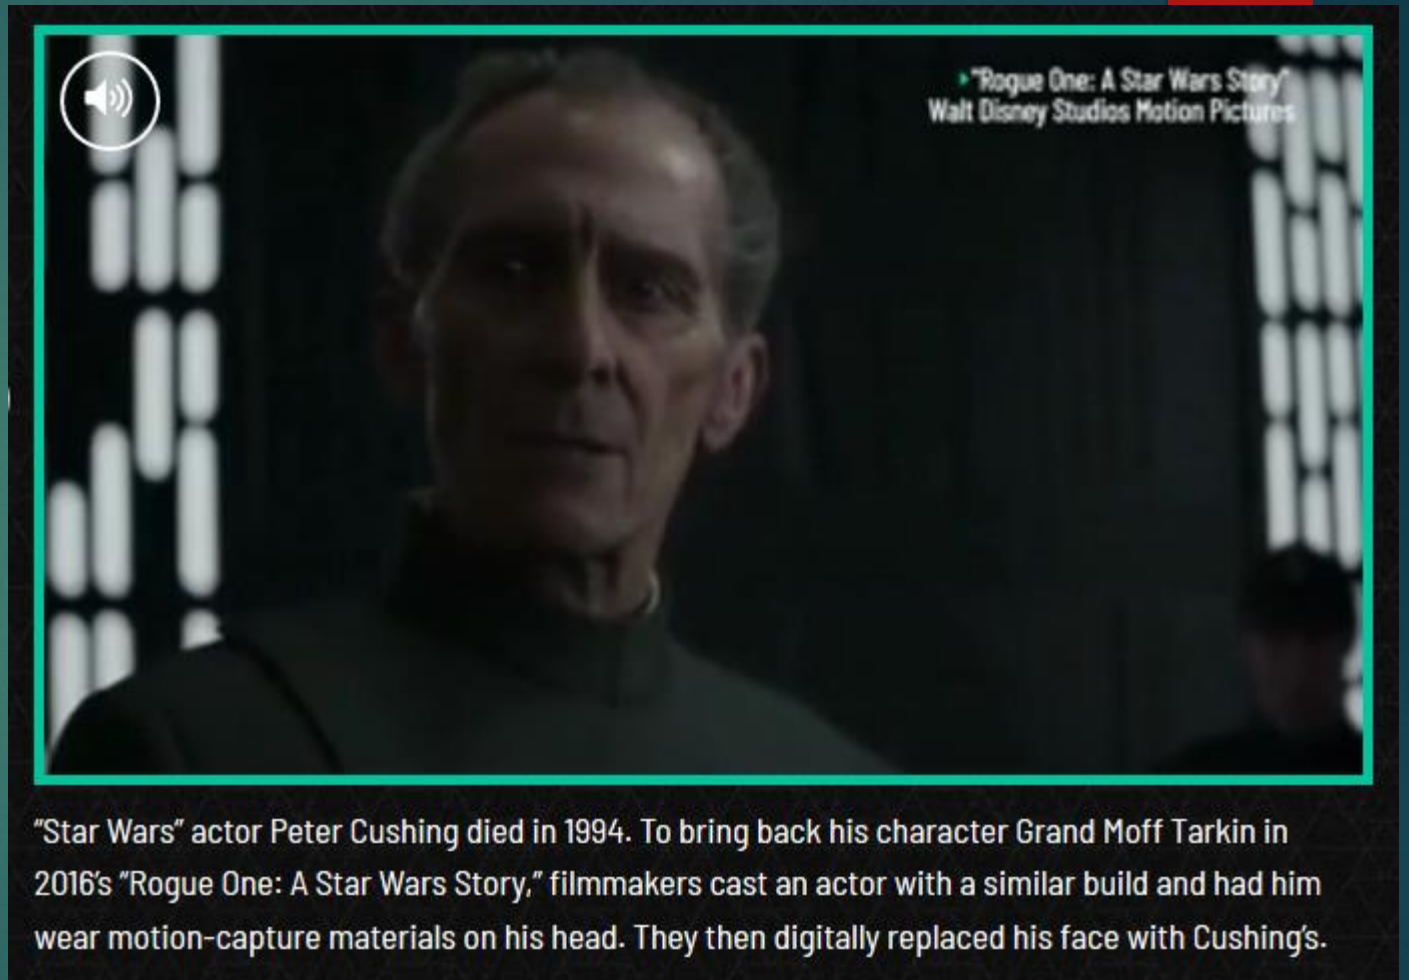 "Rogue One: A Star Wars Story"
Walt Disney Studios Motion Pictures
“Star Wars” actor Peter Cushing died in 1994. To bring back his character Grand Moff Tarkin in
2016’s “Rogue One: A Star Wars Story,” filmmakers cast an actor with a similar build and had him
wear motion-capture materials on his head. They then digitally replaced his face with Cushing’s.